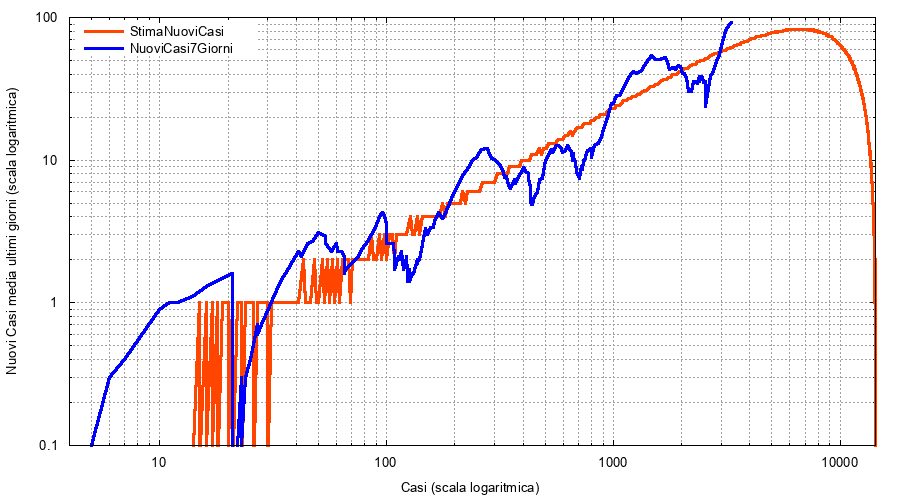 StimaNuoviCasi
NuoviCasi7Giorni
Nuovi Casi media ultimi giorni (scala logaritmica)
100
10
1
0.1
10
100
1000
10000
Casi (scala logaritmica)